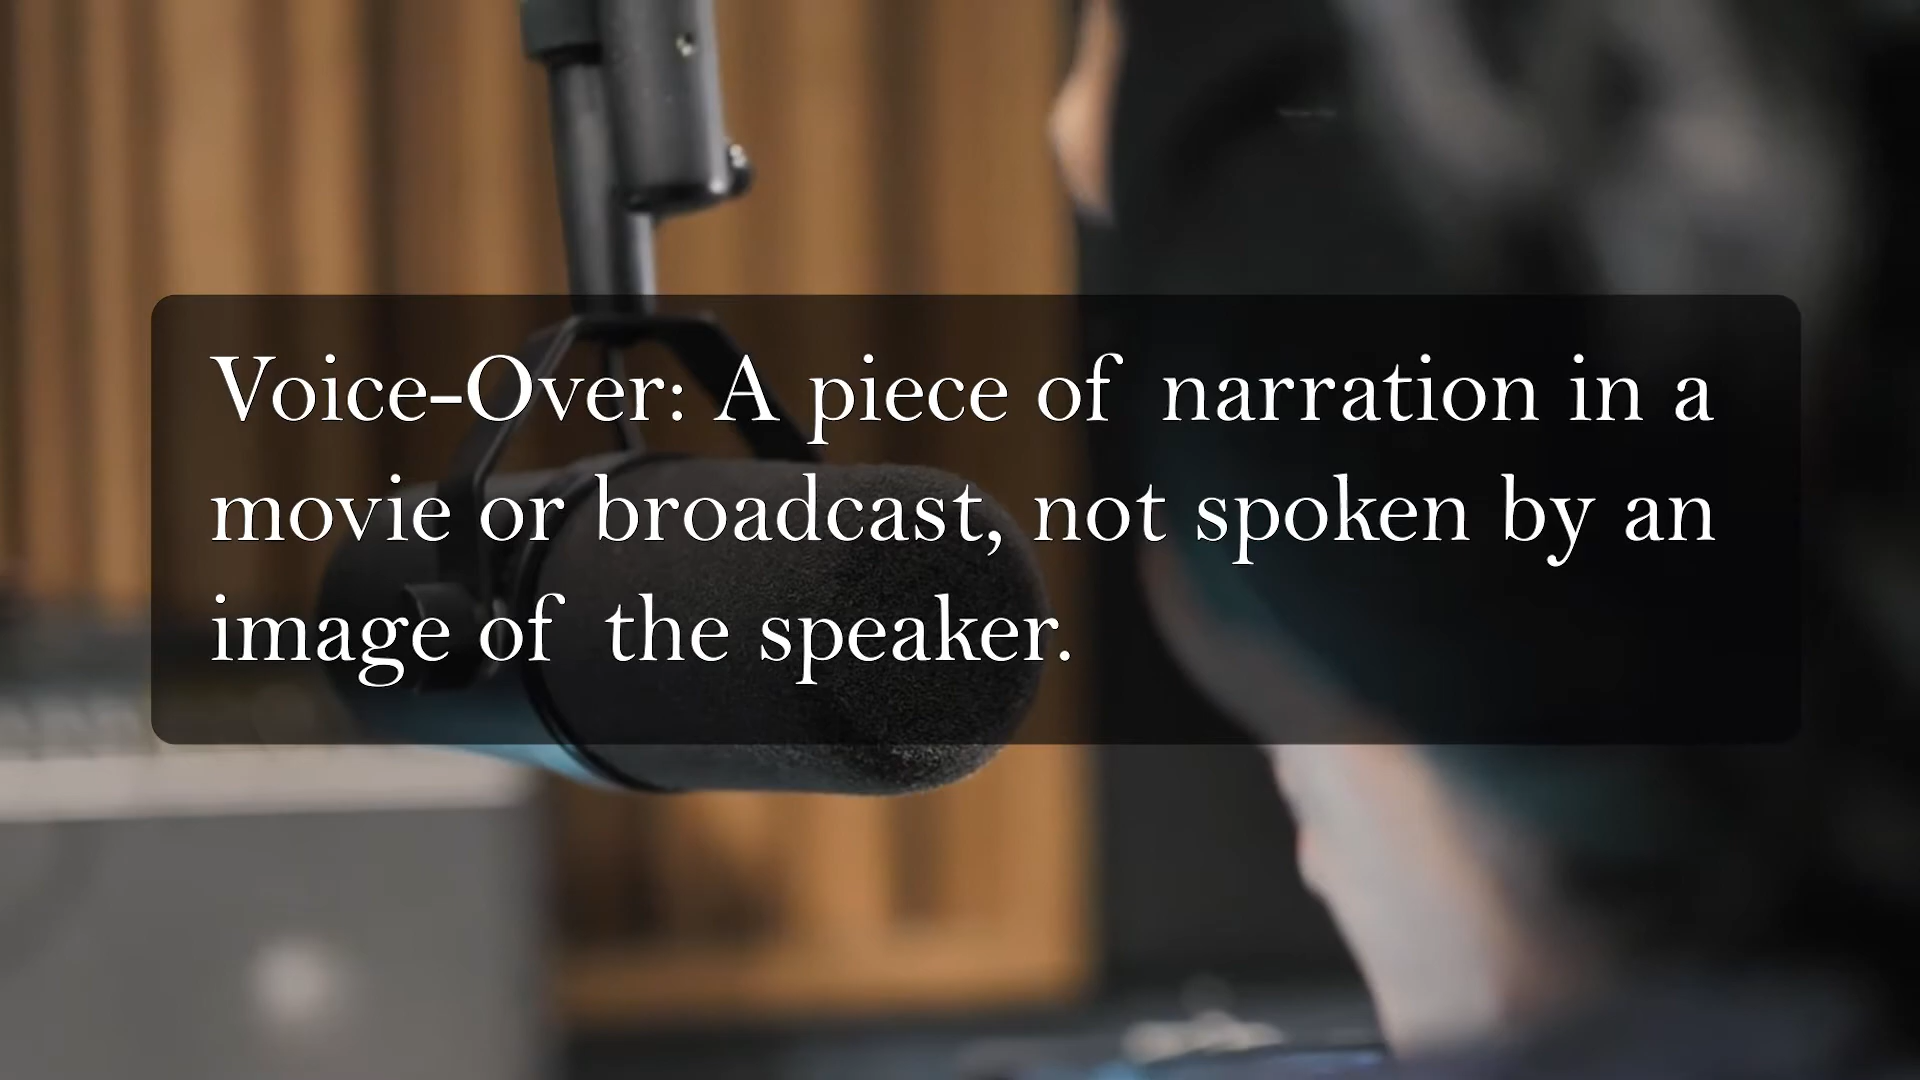 Voice-Over: A piece of narration in a
movie or broadcast, not spoken by an
image of the speaker.